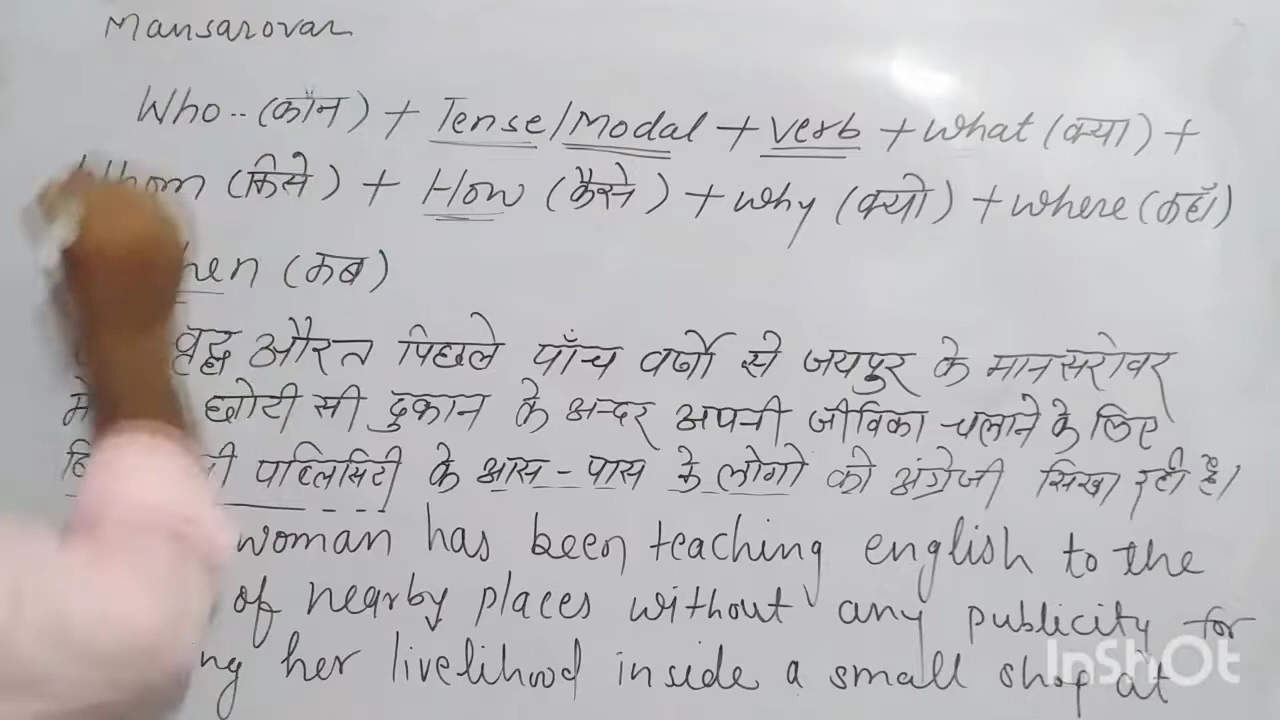 Mansarovar
Who.. (कौन) + Tense/Modal + verb + what (क्या) +
Whom (किसे) + How (कैसे) + why (क्यो) + where (कहाँ)
(कब)
वृद्ध औरत पिछले पाँच वर्षो से जयपुर के मानसरोवर
छोटी सी दुकान के अन्दर अपनी जीविका चलाने के लिए
पब्लिसिटी के आस-पास के लोगो को अंग्रेजी सिखा रही है।
woman has been teaching english to the
of nearby places without any publicity for
her livelihood inside a small shop at
InShOt